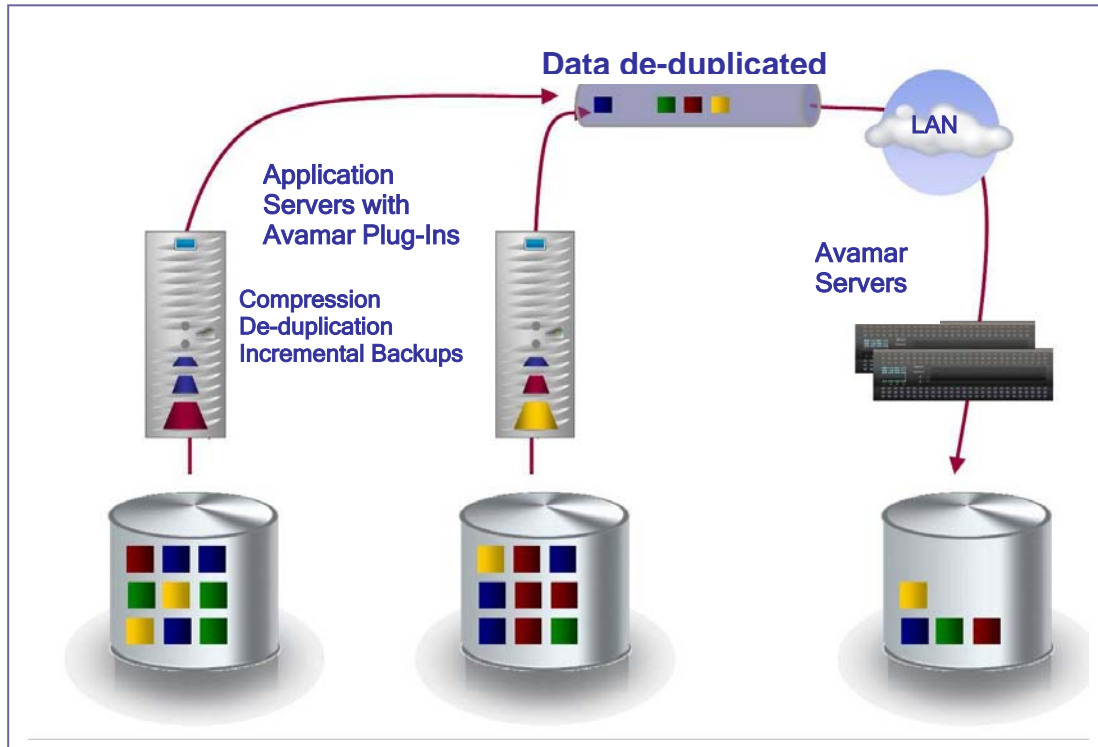 Data de-duplicated
LAN
Application
Servers with
Avamar Plug-Ins
Compression
De-duplication
Incremental Backups
Avamar
Servers